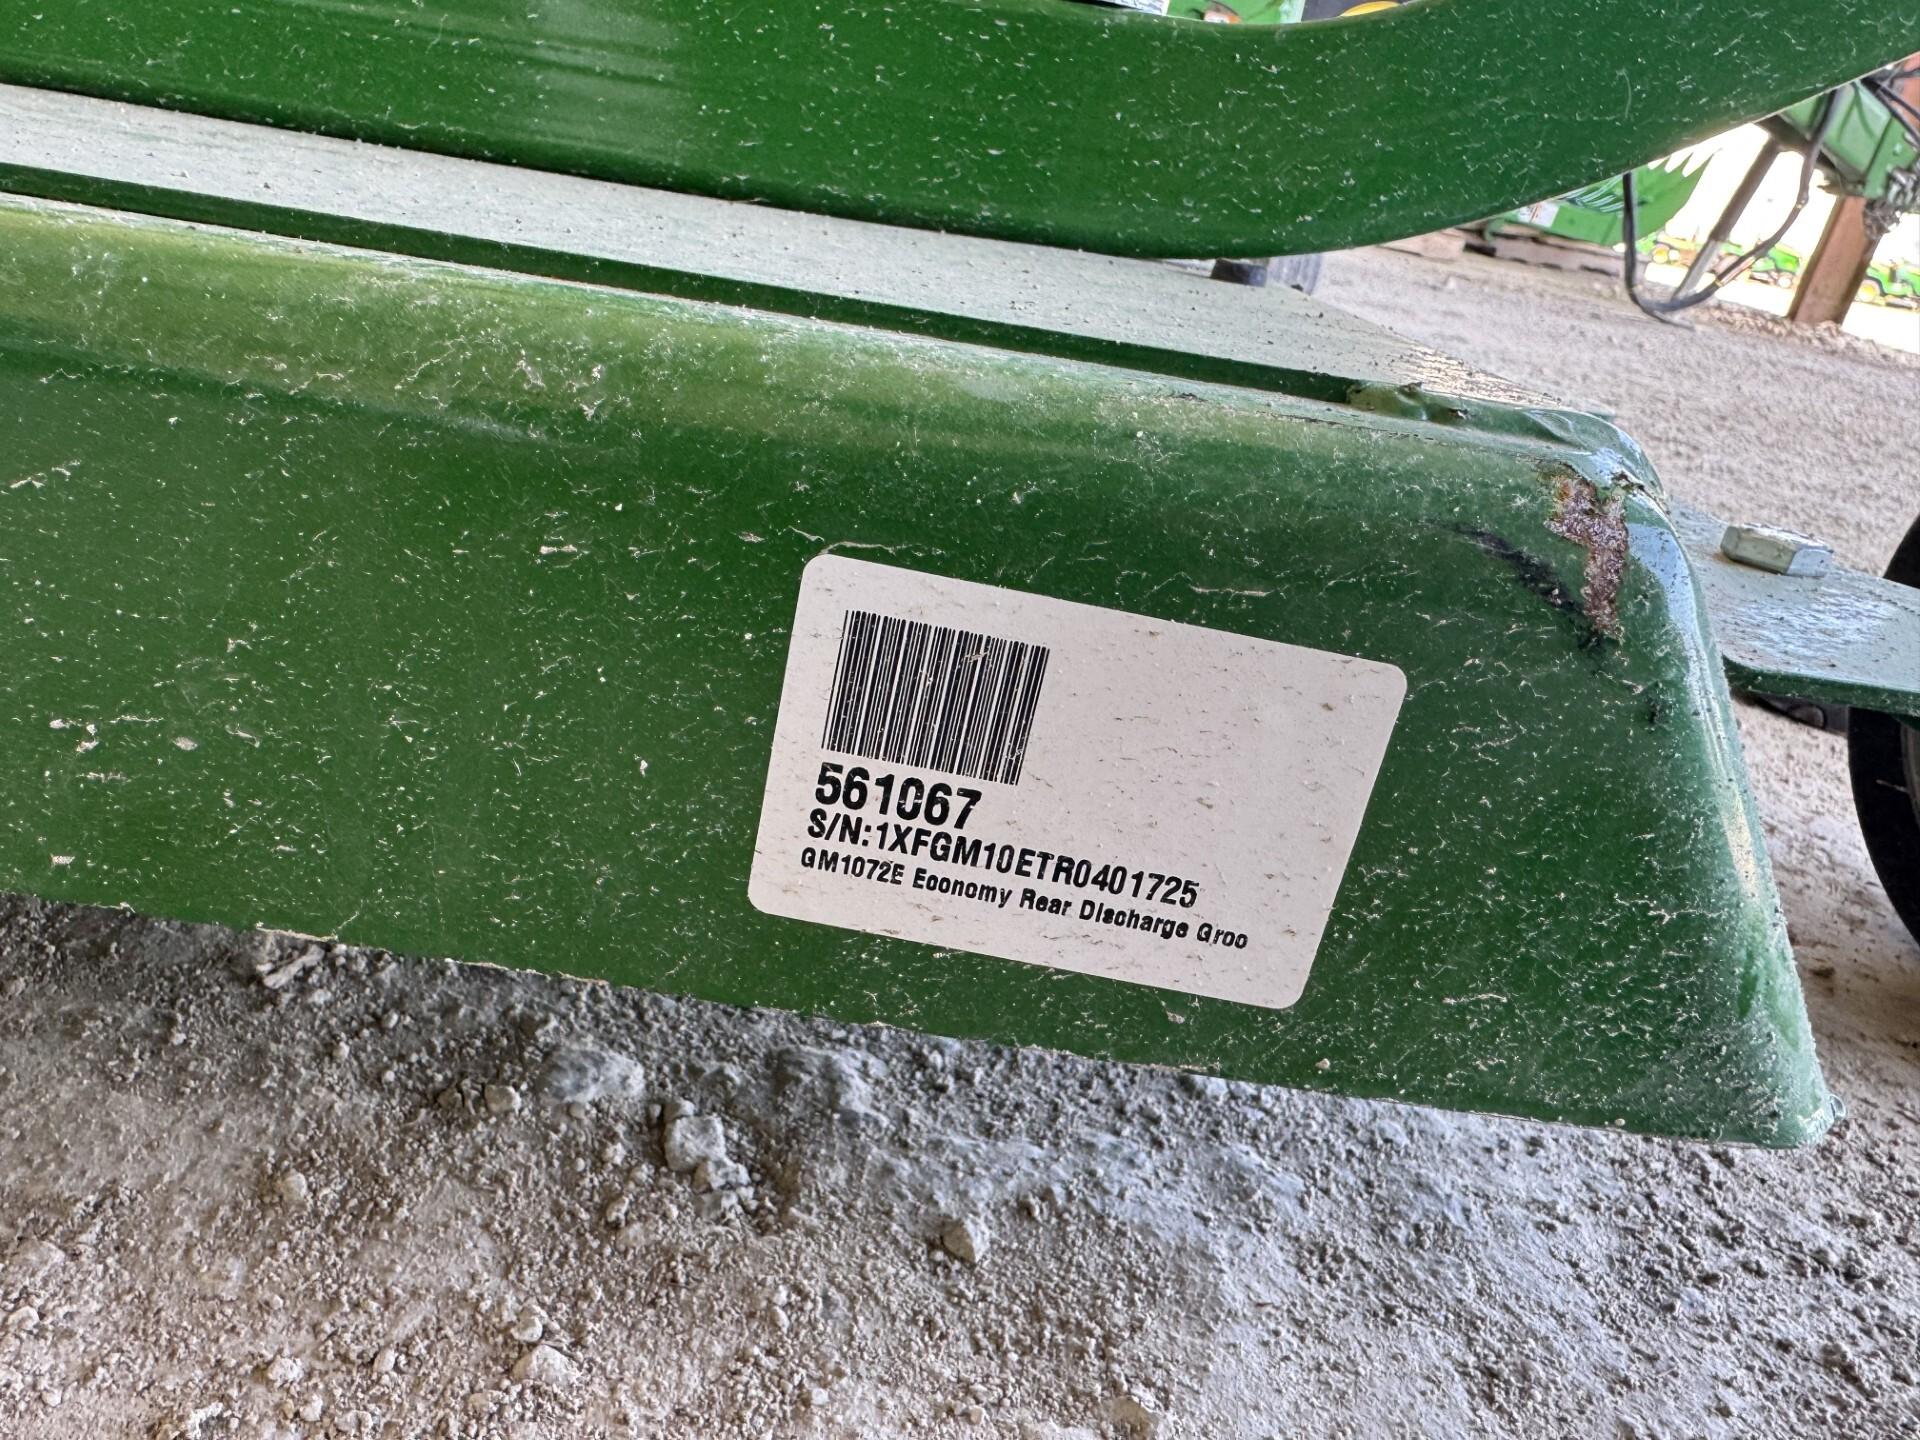 561067
S/N:1XFGM10ETR0401725
GM1072E Economy Rear Discharge Groo